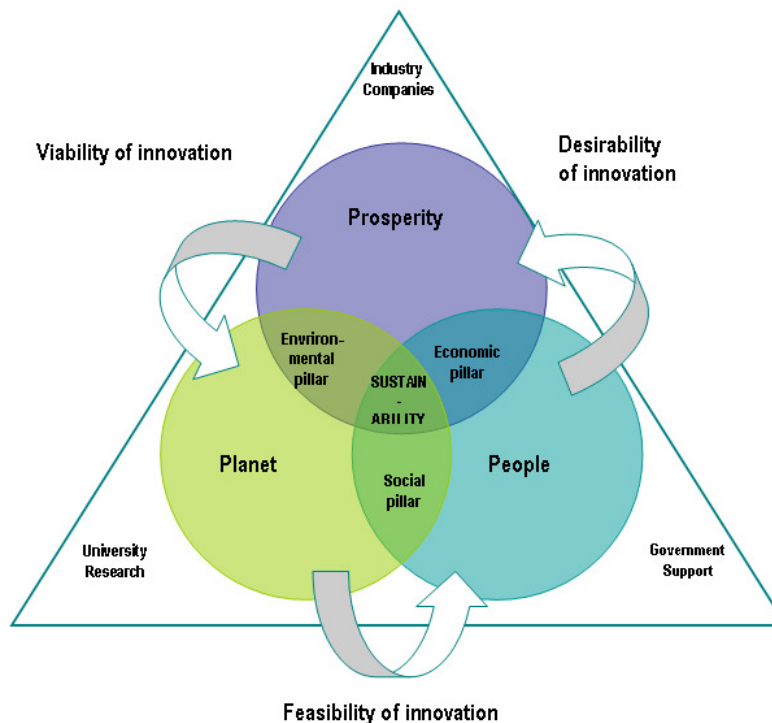 Industry
Companies
Viability of innovation
Desirability
of innovation
Prosperity
Environ-
mental
pillar
Economic
pillar
SUSTAIN
-
ABILITY
Planet
People
Social
pillar
University
Research
Government
Support
Feasibility of innovation